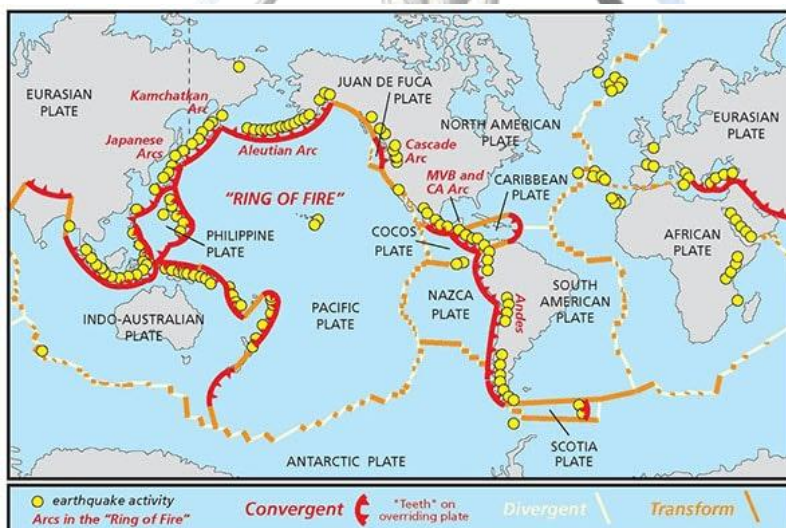 EURASIAN
PLATE
Kamchatkan
Arc
Japanese
Arcs
Aleutian Arc
JUAN DE FUCA
PLATE
NORTH AMERICAN
PLATE
Cascade
Arc
EURASIAN
PLATE
"RING OF FIRE"
MVB and
CA Arc
CARIBBEAN
PLATE
PHILIPPINE
PLATE
COCOS
PLATE
AFRICAN
PLATE
INDO-AUSTRALIAN
PLATE
PACIFIC
PLATE
NAZCA
PLATE
Andes
SOUTH
AMERICAN
PLATE
ANTARCTIC PLATE
SCOTIA
PLATE
earthquake activity
Arcs in the "Ring of Fire"
Convergent
"Teeth" on
overriding plate
Divergent
Transform